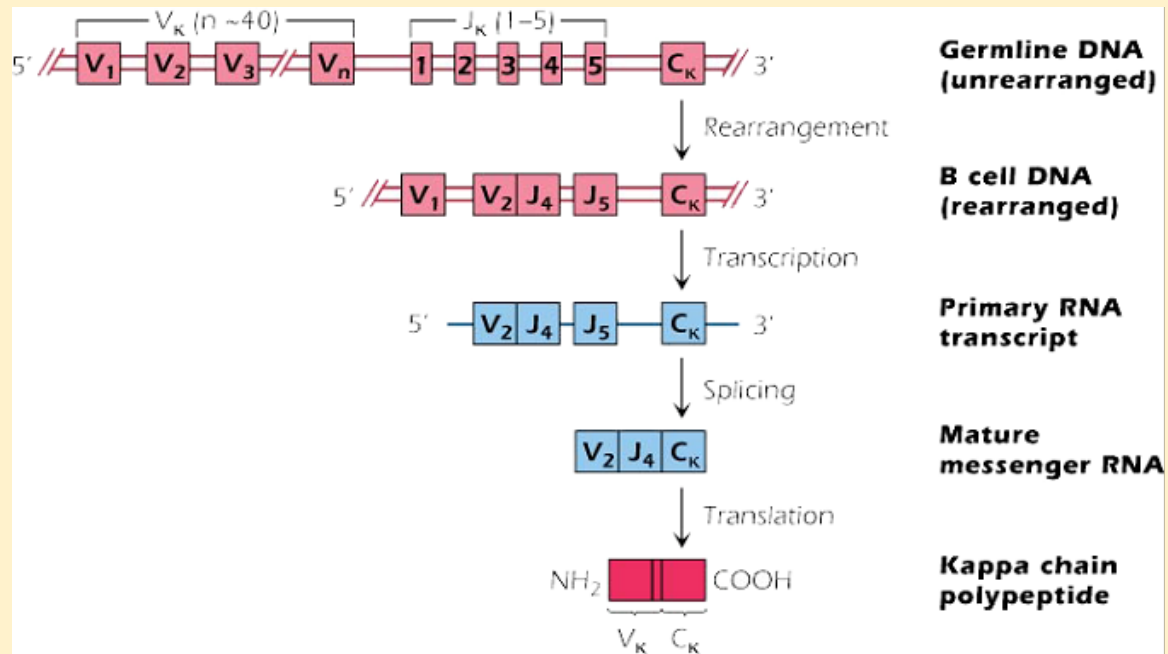 Vκ (n ~40) Jκ (1–5)
5′ V₁ V₂ V₃ Vₙ 1 2 3 4 5 Cκ 3′
Germline DNA
(unrearranged)
Rearrangement
5′ V₁ V₂ J₄ J₅ Cκ 3′
B cell DNA
(rearranged)
Transcription
5′ V₂ J₄ J₅ Cκ 3′
Primary RNA
transcript
Splicing
V₂ J₄ Cκ
Mature
messenger RNA
Translation
NH₂ COOH
Vκ Cκ
Kappa chain
polypeptide